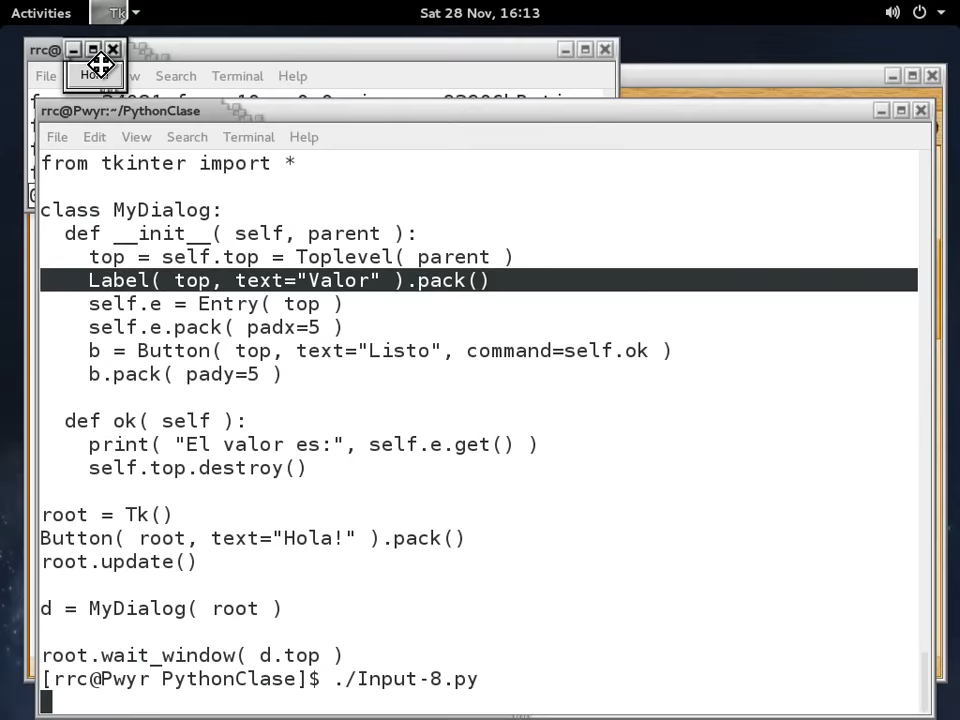 Activities Tk Sat 28 Nov, 16:13
rrc@
File Search Terminal Help
rrc@Pwyr:~/PythonClase
File Edit View Search Terminal Help
from tkinter import *
class MyDialog:
def __init__( self, parent ):
top = self.top = Toplevel( parent )
Label( top, text="Valor" ).pack()
self.e = Entry( top )
self.e.pack( padx=5 )
b = Button( top, text="Listo", command=self.ok )
b.pack( pady=5 )
def ok( self ):
print( "El valor es:", self.e.get() )
self.top.destroy()
root = Tk()
Button( root, text="Hola!" ).pack()
root.update()
d = MyDialog( root )
root.wait_window( d.top )
[rrc@Pwyr PythonClase]$ ./Input-8.py